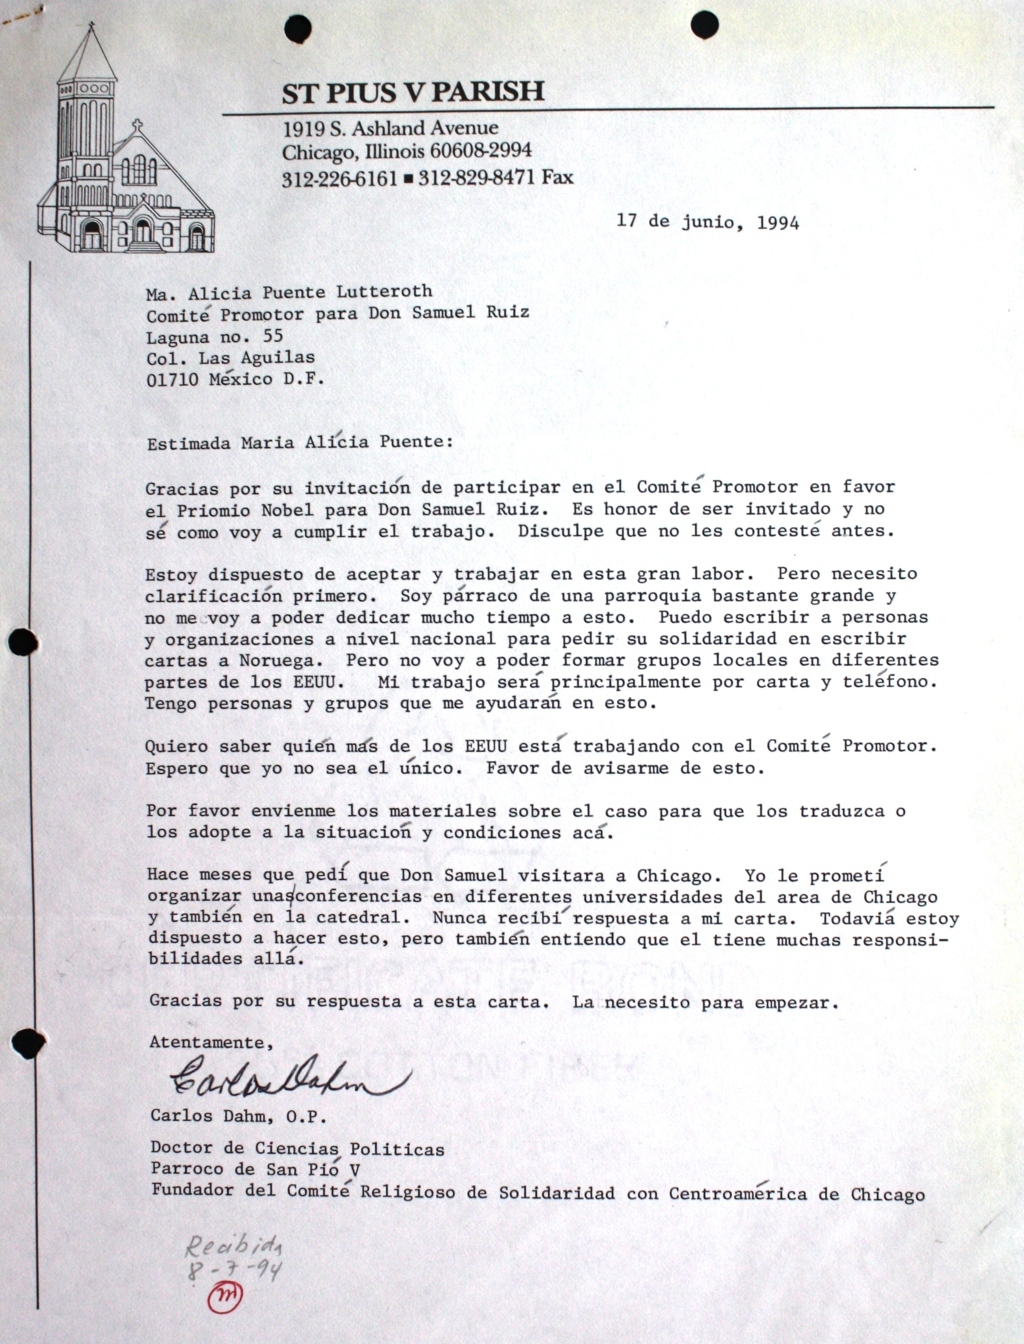 ST PIUS V PARISH
1919 S. Ashland Avenue
Chicago, Illinois 60608-2994
312-226-6161 ■ 312-829-8471 Fax
17 de junio, 1994
Ma. Alicia Puente Lutteroth
Comité Promotor para Don Samuel Ruiz
Laguna no. 55
Col. Las Aguilas
01710 México D.F.
Estimada Maria Alícia Puente:
Gracias por su invitación de participar en el Comité Promotor en favor
el Priomio Nobel para Don Samuel Ruiz. Es honor de ser invitado y no
sé como voy a cumplir el trabajo. Disculpe que no les contesté antes.
Estoy dispuesto de aceptar y trabajar en esta gran labor. Pero necesito
clarificación primero. Soy párraco de una parroquia bastante grande y
no me voy a poder dedicar mucho tiempo a esto. Puedo escribir a personas
y organizaciones a nivel nacional para pedir su solidaridad en escribir
cartas a Noruega. Pero no voy a poder formar grupos locales en diferentes
partes de los EEUU. Mi trabajo será principalmente por carta y teléfono.
Tengo personas y grupos que me ayudarán en esto.
Quiero saber quién más de los EEUU está trabajando con el Comité Promotor.
Espero que yo no sea el único. Favor de avisarme de esto.
Por favor envienme los materiales sobre el caso para que los traduzca o
los adopte a la situación y condiciones acá.
Hace meses que pedí que Don Samuel visitara a Chicago. Yo le prometí
organizar unas conferencias en diferentes universidades del area de Chicago
y también en la catedral. Nunca recibí respuesta a mi carta. Todaviá estoy
dispuesto a hacer esto, pero también entiendo que el tiene muchas responsi-
bilidades allá.
Gracias por su respuesta a esta carta. La necesito para empezar.
Atentamente,
Carlos Dahm
Carlos Dahm, O.P.
Doctor de Ciencias Politicas
Parroco de San Pió V
Fundador del Comité Religioso de Solidaridad con Centroamérica de Chicago
Recibida
8-7-94
m